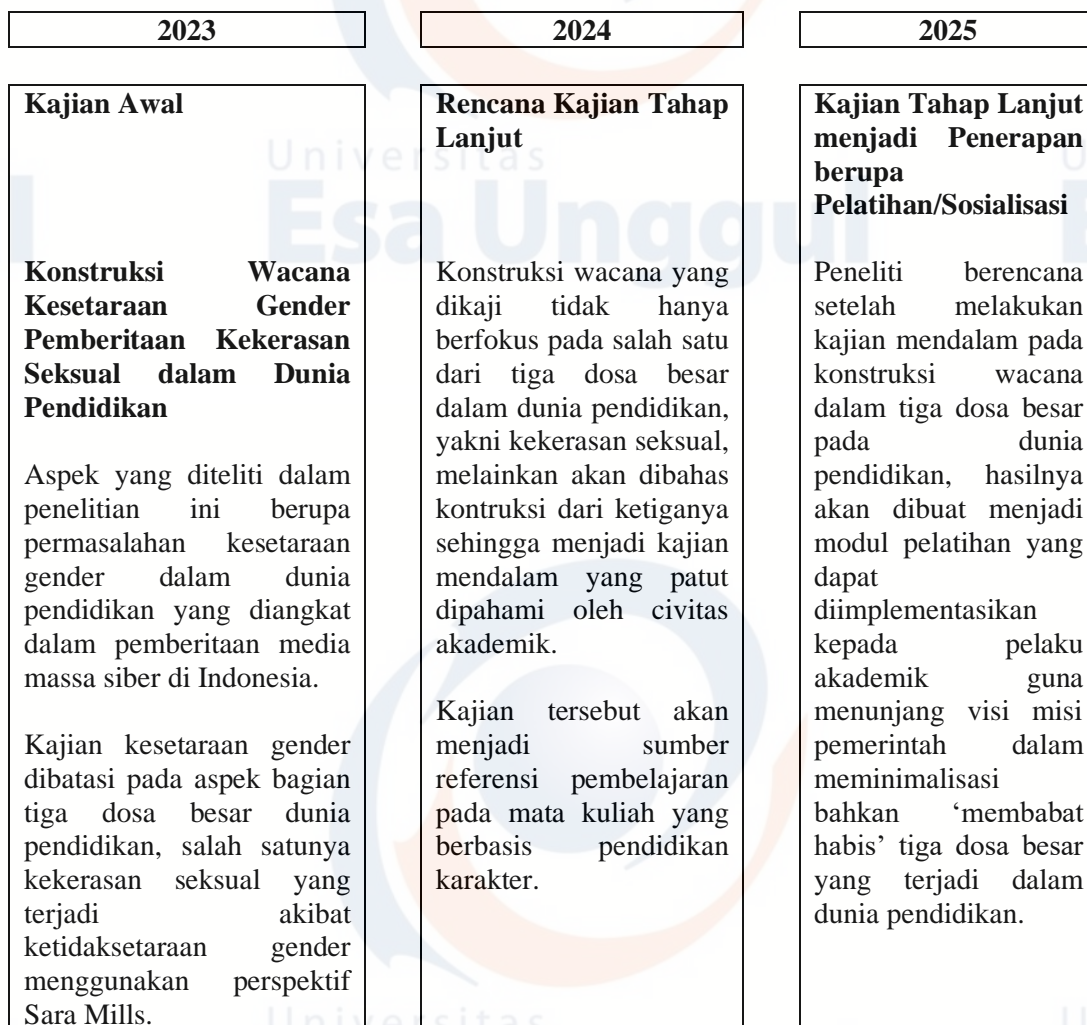 2023
Kajian Awal
Konstruksi Wacana
Kesetaraan Gender
Pemberitaan Kekerasan
Seksual dalam Dunia
Pendidikan
Aspek yang diteliti dalam
penelitian ini berupa
permasalahan kesetaraan
gender dalam dunia
pendidikan yang diangkat
dalam pemberitaan media
massa siber di Indonesia.
Kajian kesetaraan gender
dibatasi pada aspek bagian
tiga dosa besar dunia
pendidikan, salah satunya
kekerasan seksual yang
terjadi akibat
ketidaksetaraan gender
menggunakan perspektif
Sara Mills.
2024
Rencana Kajian Tahap
Lanjut
Konstruksi wacana yang
dikaji tidak hanya
berfokus pada salah satu
dari tiga dosa besar
dalam dunia pendidikan,
yakni kekerasan seksual,
melainkan akan dibahas
kontruksi dari ketiganya
sehingga menjadi kajian
mendalam yang patut
dipahami oleh civitas
akademik.
Kajian tersebut akan
menjadi sumber
referensi pembelajaran
pada mata kuliah yang
berbasis pendidikan
karakter.
2025
Kajian Tahap Lanjut
menjadi Penerapan
berupa
Pelatihan/Sosialisasi
Peneliti berencana
setelah melakukan
kajian mendalam pada
konstruksi wacana
dalam tiga dosa besar
pada dunia
pendidikan, hasilnya
akan dibuat menjadi
modul pelatihan yang
dapat
diimplementasikan
kepada pelaku
akademik guna
menunjang visi misi
pemerintah dalam
meminimalisasi
bahkan ‘membabat
habis’ tiga dosa besar
yang terjadi dalam
dunia pendidikan.
Universitas
Esa Unggul
Universitas